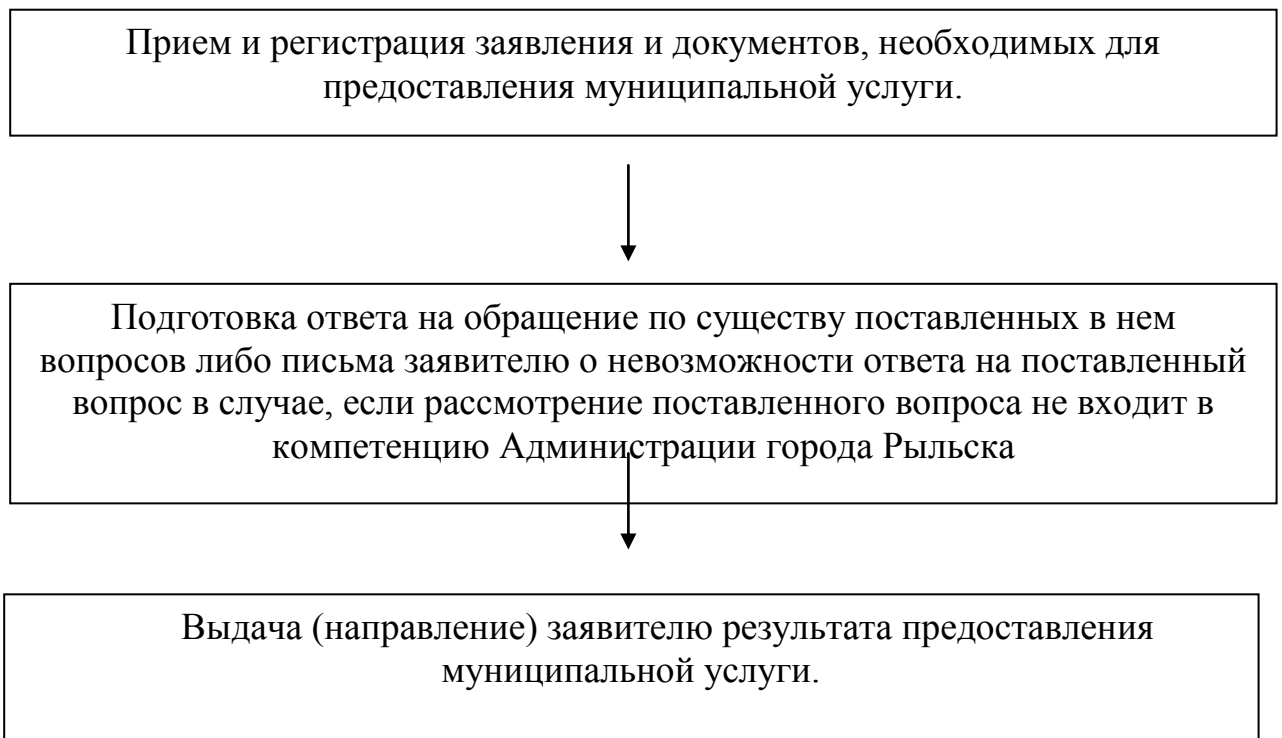 Прием и регистрация заявления и документов, необходимых для
предоставления муниципальной услуги.
Подготовка ответа на обращение по существу поставленных в нем
вопросов либо письма заявителю о невозможности ответа на поставленный
вопрос в случае, если рассмотрение поставленного вопроса не входит в
компетенцию Администрации города Рыльска
Выдача (направление) заявителю результата предоставления
муниципальной услуги.